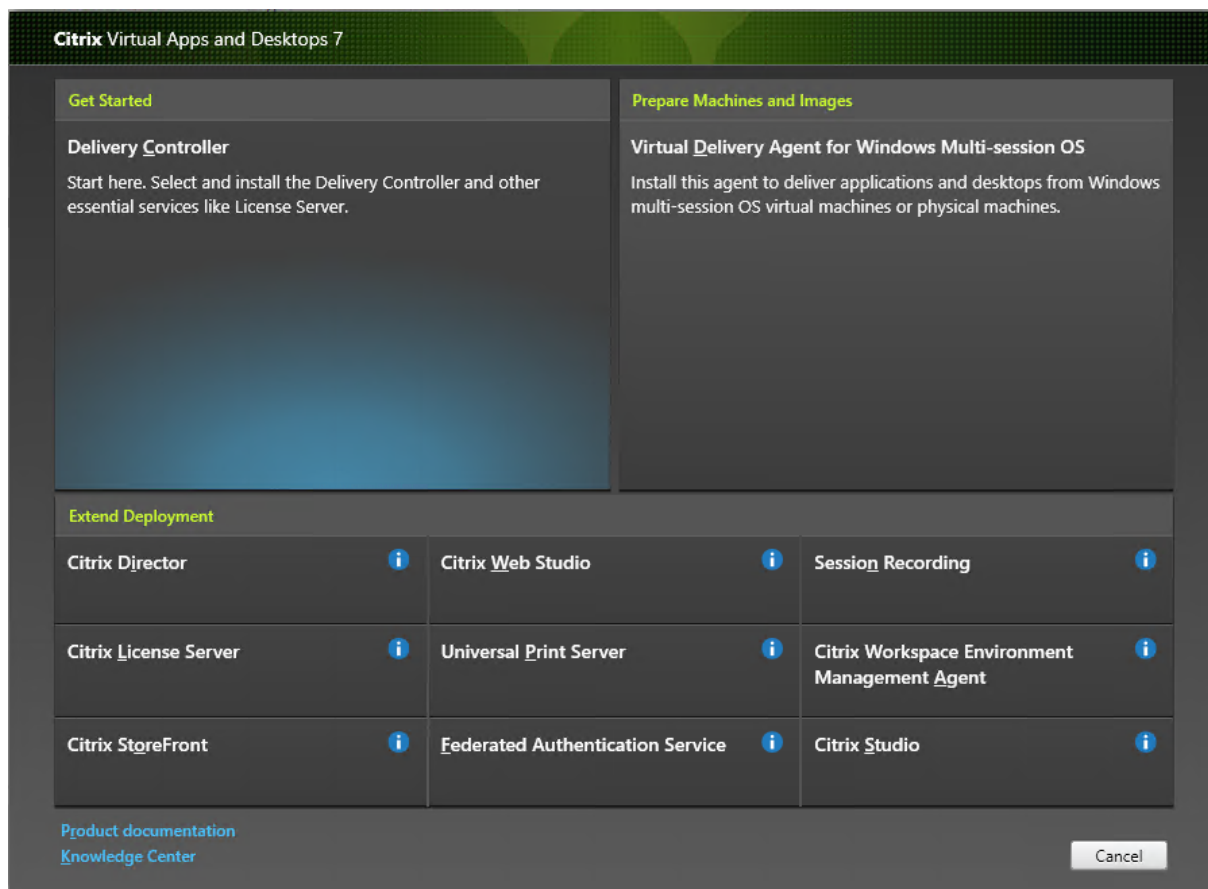 Citrix Virtual Apps and Desktops 7
Get Started
Delivery Controller
Start here. Select and install the Delivery Controller and other
essential services like License Server.
Prepare Machines and Images
Virtual Delivery Agent for Windows Multi-session OS
Install this agent to deliver applications and desktops from Windows
multi-session OS virtual machines or physical machines.
Extend Deployment
Citrix Director
Citrix Web Studio
Session Recording
Citrix License Server
Universal Print Server
Citrix Workspace Environment
Management Agent
Citrix StoreFront
Federated Authentication Service
Citrix Studio
Product documentation
Knowledge Center
Cancel